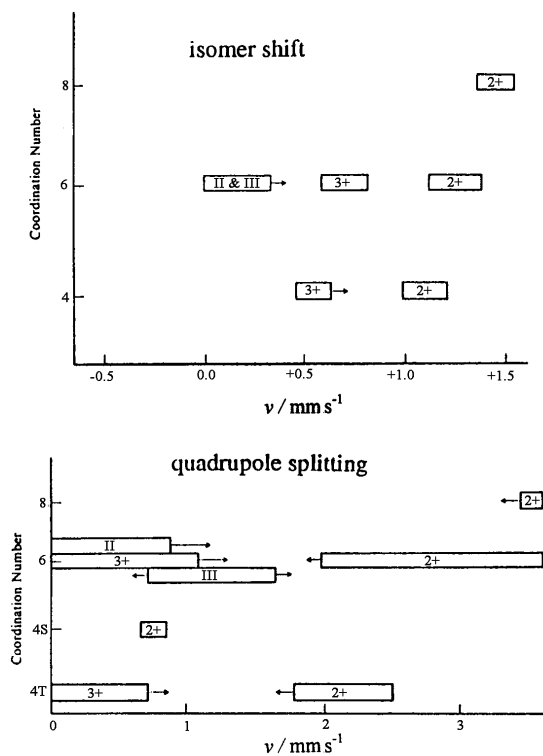 isomer shift
Coordination Number
8
6
4
2+
II & III
3+
2+
3+
2+
-0.5
0.0
+0.5
+1.0
+1.5
ν / mm s⁻¹
quadrupole splitting
Coordination Number
8
6
4S
4T
2+
II
3+
2+
III
2+
3+
2+
0
1
2
3
ν / mm s⁻¹